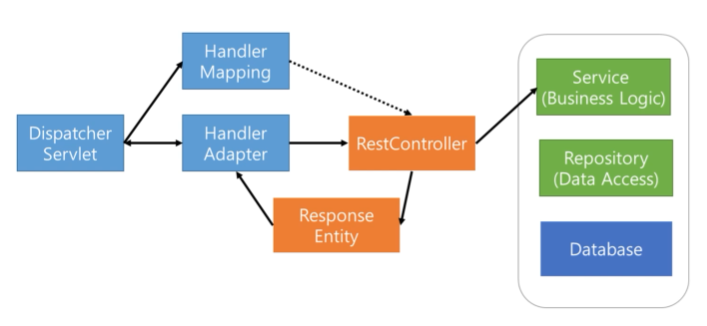 Handler
Mapping
Dispatcher
Servlet
Handler
Adapter
RestController
Response
Entity
Service
(Business Logic)
Repository
(Data Access)
Database